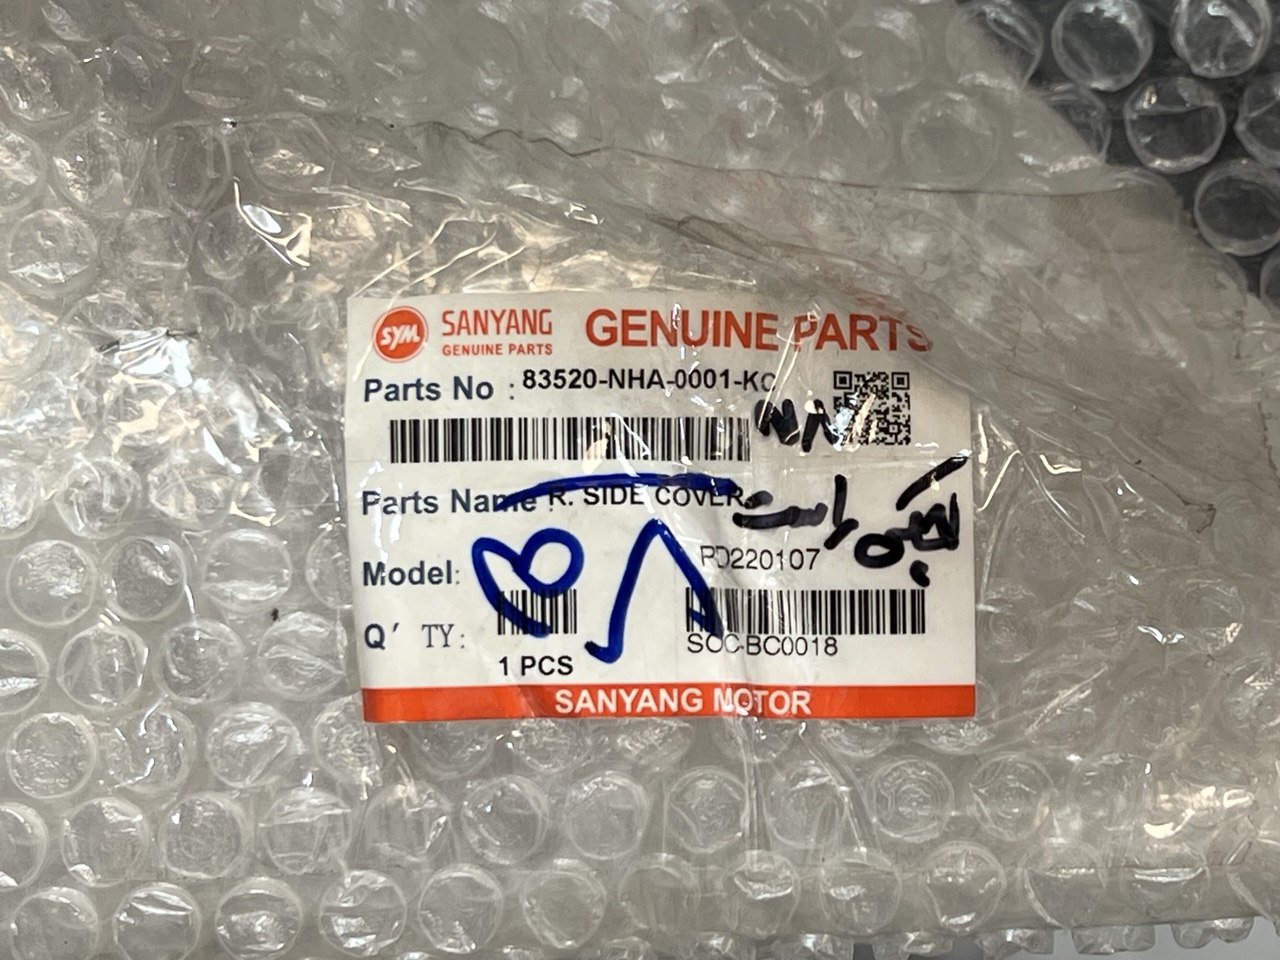 SYM SANYANG GENUINE PARTS GENUINE PARTS
Parts No : 83520-NHA-0001-KC
Parts Name R. SIDE COVER
راست
Model:
PD220107
Q' TY:
1 PCS
SOC-BC0018
SANYANG MOTOR